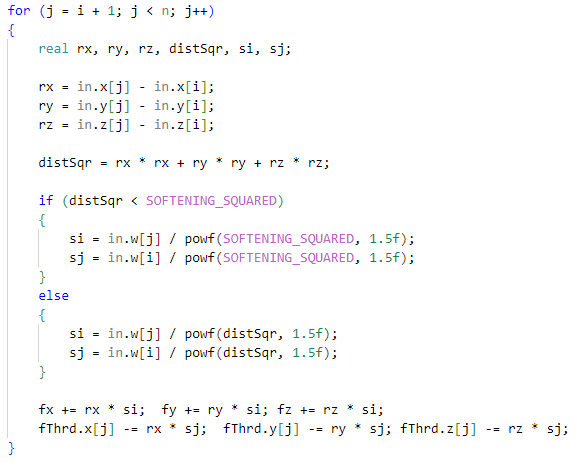 for (j = i + 1; j < n; j++)
{
real rx, ry, rz, distSqr, si, sj;
rx = in.x[j] - in.x[i];
ry = in.y[j] - in.y[i];
rz = in.z[j] - in.z[i];
distSqr = rx * rx + ry * ry + rz * rz;
if (distSqr < SOFTENING_SQUARED)
{
si = in.w[j] / powf(SOFTENING_SQUARED, 1.5f);
sj = in.w[i] / powf(SOFTENING_SQUARED, 1.5f);
}
else
{
si = in.w[j] / powf(distSqr, 1.5f);
sj = in.w[i] / powf(distSqr, 1.5f);
}
fx += rx * si;  fy += ry * si; fz += rz * si;
fThrd.x[j] -= rx * sj;  fThrd.y[j] -= ry * sj; fThrd.z[j] -= rz * sj;
}